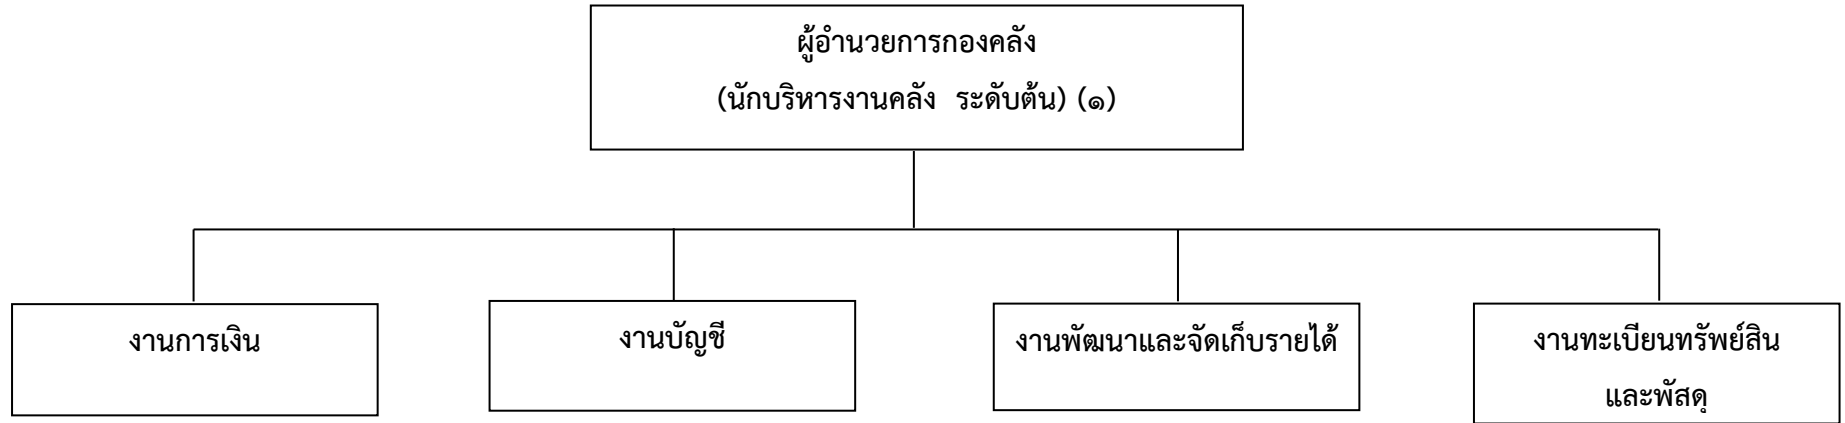 ผู้อำนวยการกองคลัง
(นักบริหารงานคลัง ระดับต้น) (๑)
งานการเงิน
งานบัญชี
งานพัฒนาและจัดเก็บรายได้
งานทะเบียนทรัพย์สิน
และพัสดุ